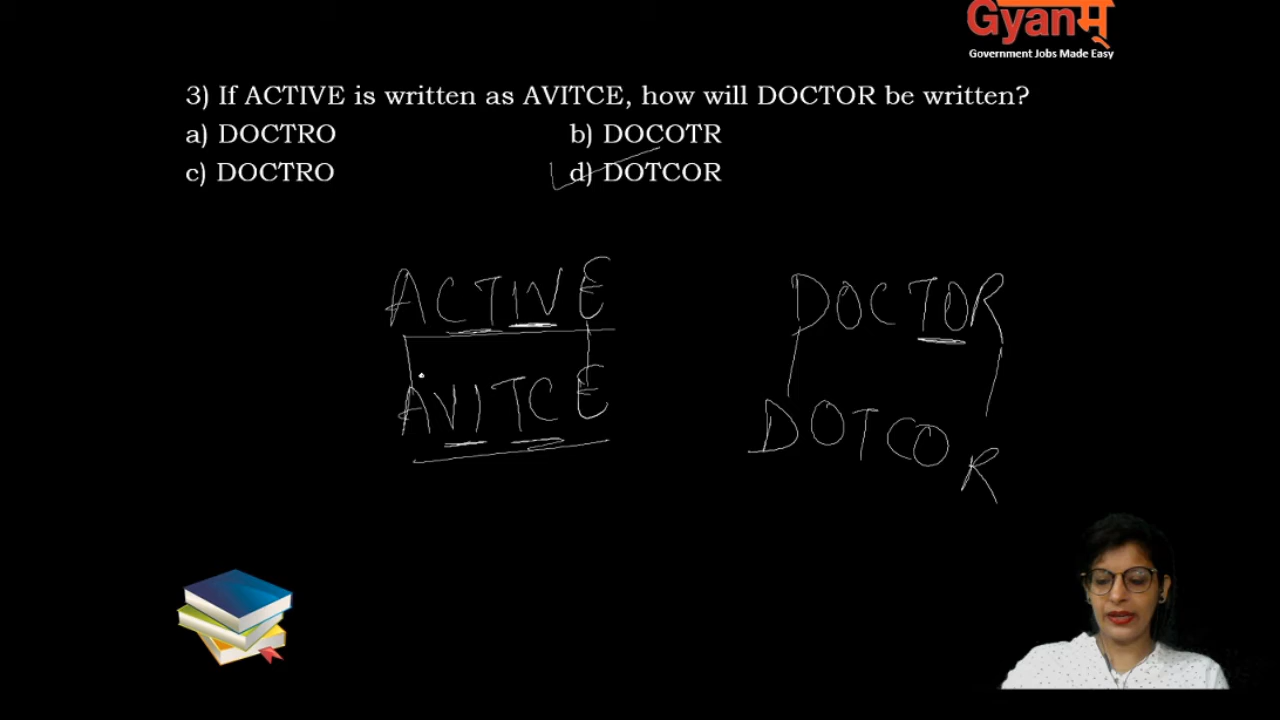 Gyanम्
Government Jobs Made Easy
3) If ACTIVE is written as AVITCE, how will DOCTOR be written?
a) DOCTRO b) DOCOTR
c) DOCTRO d) DOTCOR
ACTIVE DOCTOR
AVITCE DOTCOR